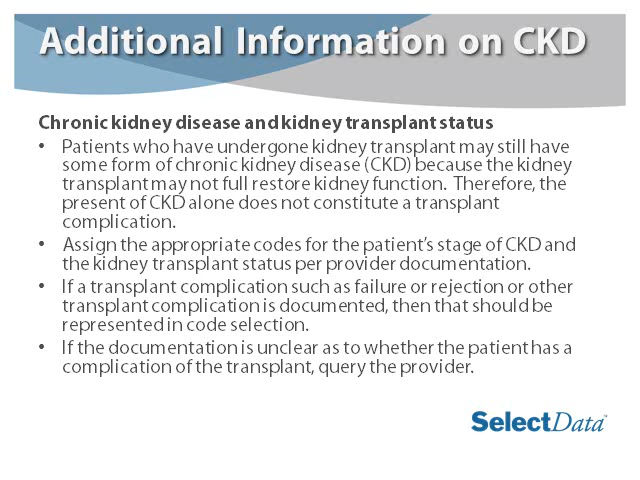 Additional Information on CKD
Chronic kidney disease and kidney transplant status
• Patients who have undergone kidney transplant may still have
some form of chronic kidney disease (CKD) because the kidney
transplant may not full restore kidney function. Therefore, the
present of CKD alone does not constitute a transplant
complication.
• Assign the appropriate codes for the patient's stage of CKD and
the kidney transplant status per provider documentation.
• If a transplant complication such as failure or rejection or other
transplant complication is documented, then that should be
represented in code selection.
• If the documentation is unclear as to whether the patient has a
complication of the transplant, query the provider.
SelectData™